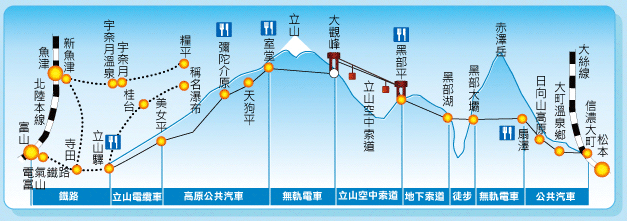 魚津
新魚津
北陸本線
富山
電氣鐵路
富山
寺田
宇奈月溫泉
宇奈月
桂台
立山驛
糧平
稱名瀑布
美女平
彌陀介原
天狗平
室堂
立山
大觀峰
立山空中索道
黑部平
黑部湖
黑部大壩
赤澤岳
扇澤
日向山高原
大町溫泉鄉
大絲線
信濃大町
松本
鐵路
立山電纜車
高原公共汽車
無軌電車
立山空中索道
地下索道
徒步
無軌電車
公共汽車